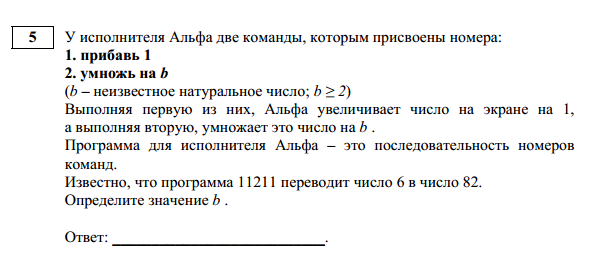 5 У исполнителя Альфа две команды, которым присвоены номера:
1. прибавь 1
2. умножь на b
(b – неизвестное натуральное число; b ≥ 2)
Выполняя первую из них, Альфа увеличивает число на экране на 1,
а выполняя вторую, умножает это число на b .
Программа для исполнителя Альфа – это последовательность номеров
команд.
Известно, что программа 11211 переводит число 6 в число 82.
Определите значение b .
Ответ: ___________________________.